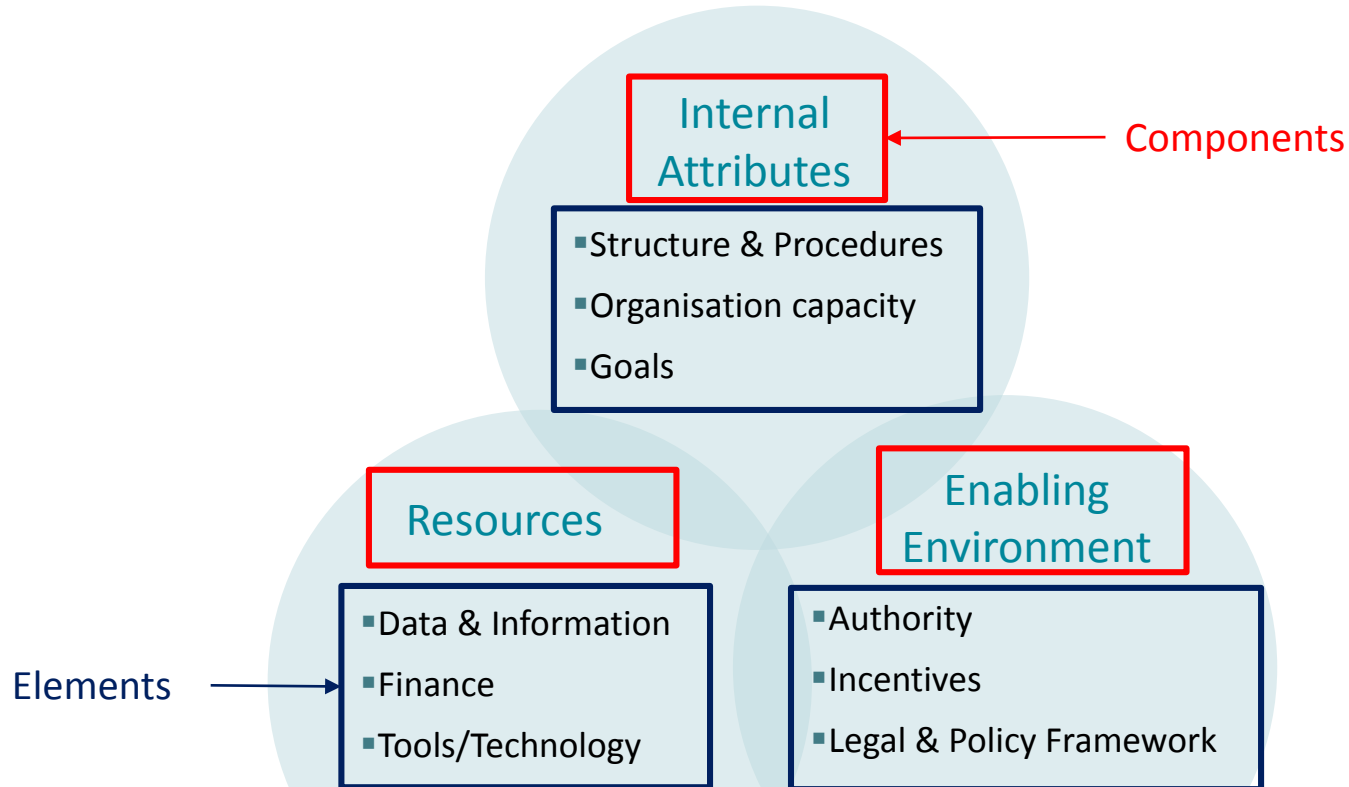 Internal
Attributes
Components
▪Structure & Procedures
▪Organisation capacity
▪Goals
Resources
Enabling
Environment
Elements
▪Data & Information
▪Finance
▪Tools/Technology
▪Authority
▪Incentives
▪Legal & Policy Framework